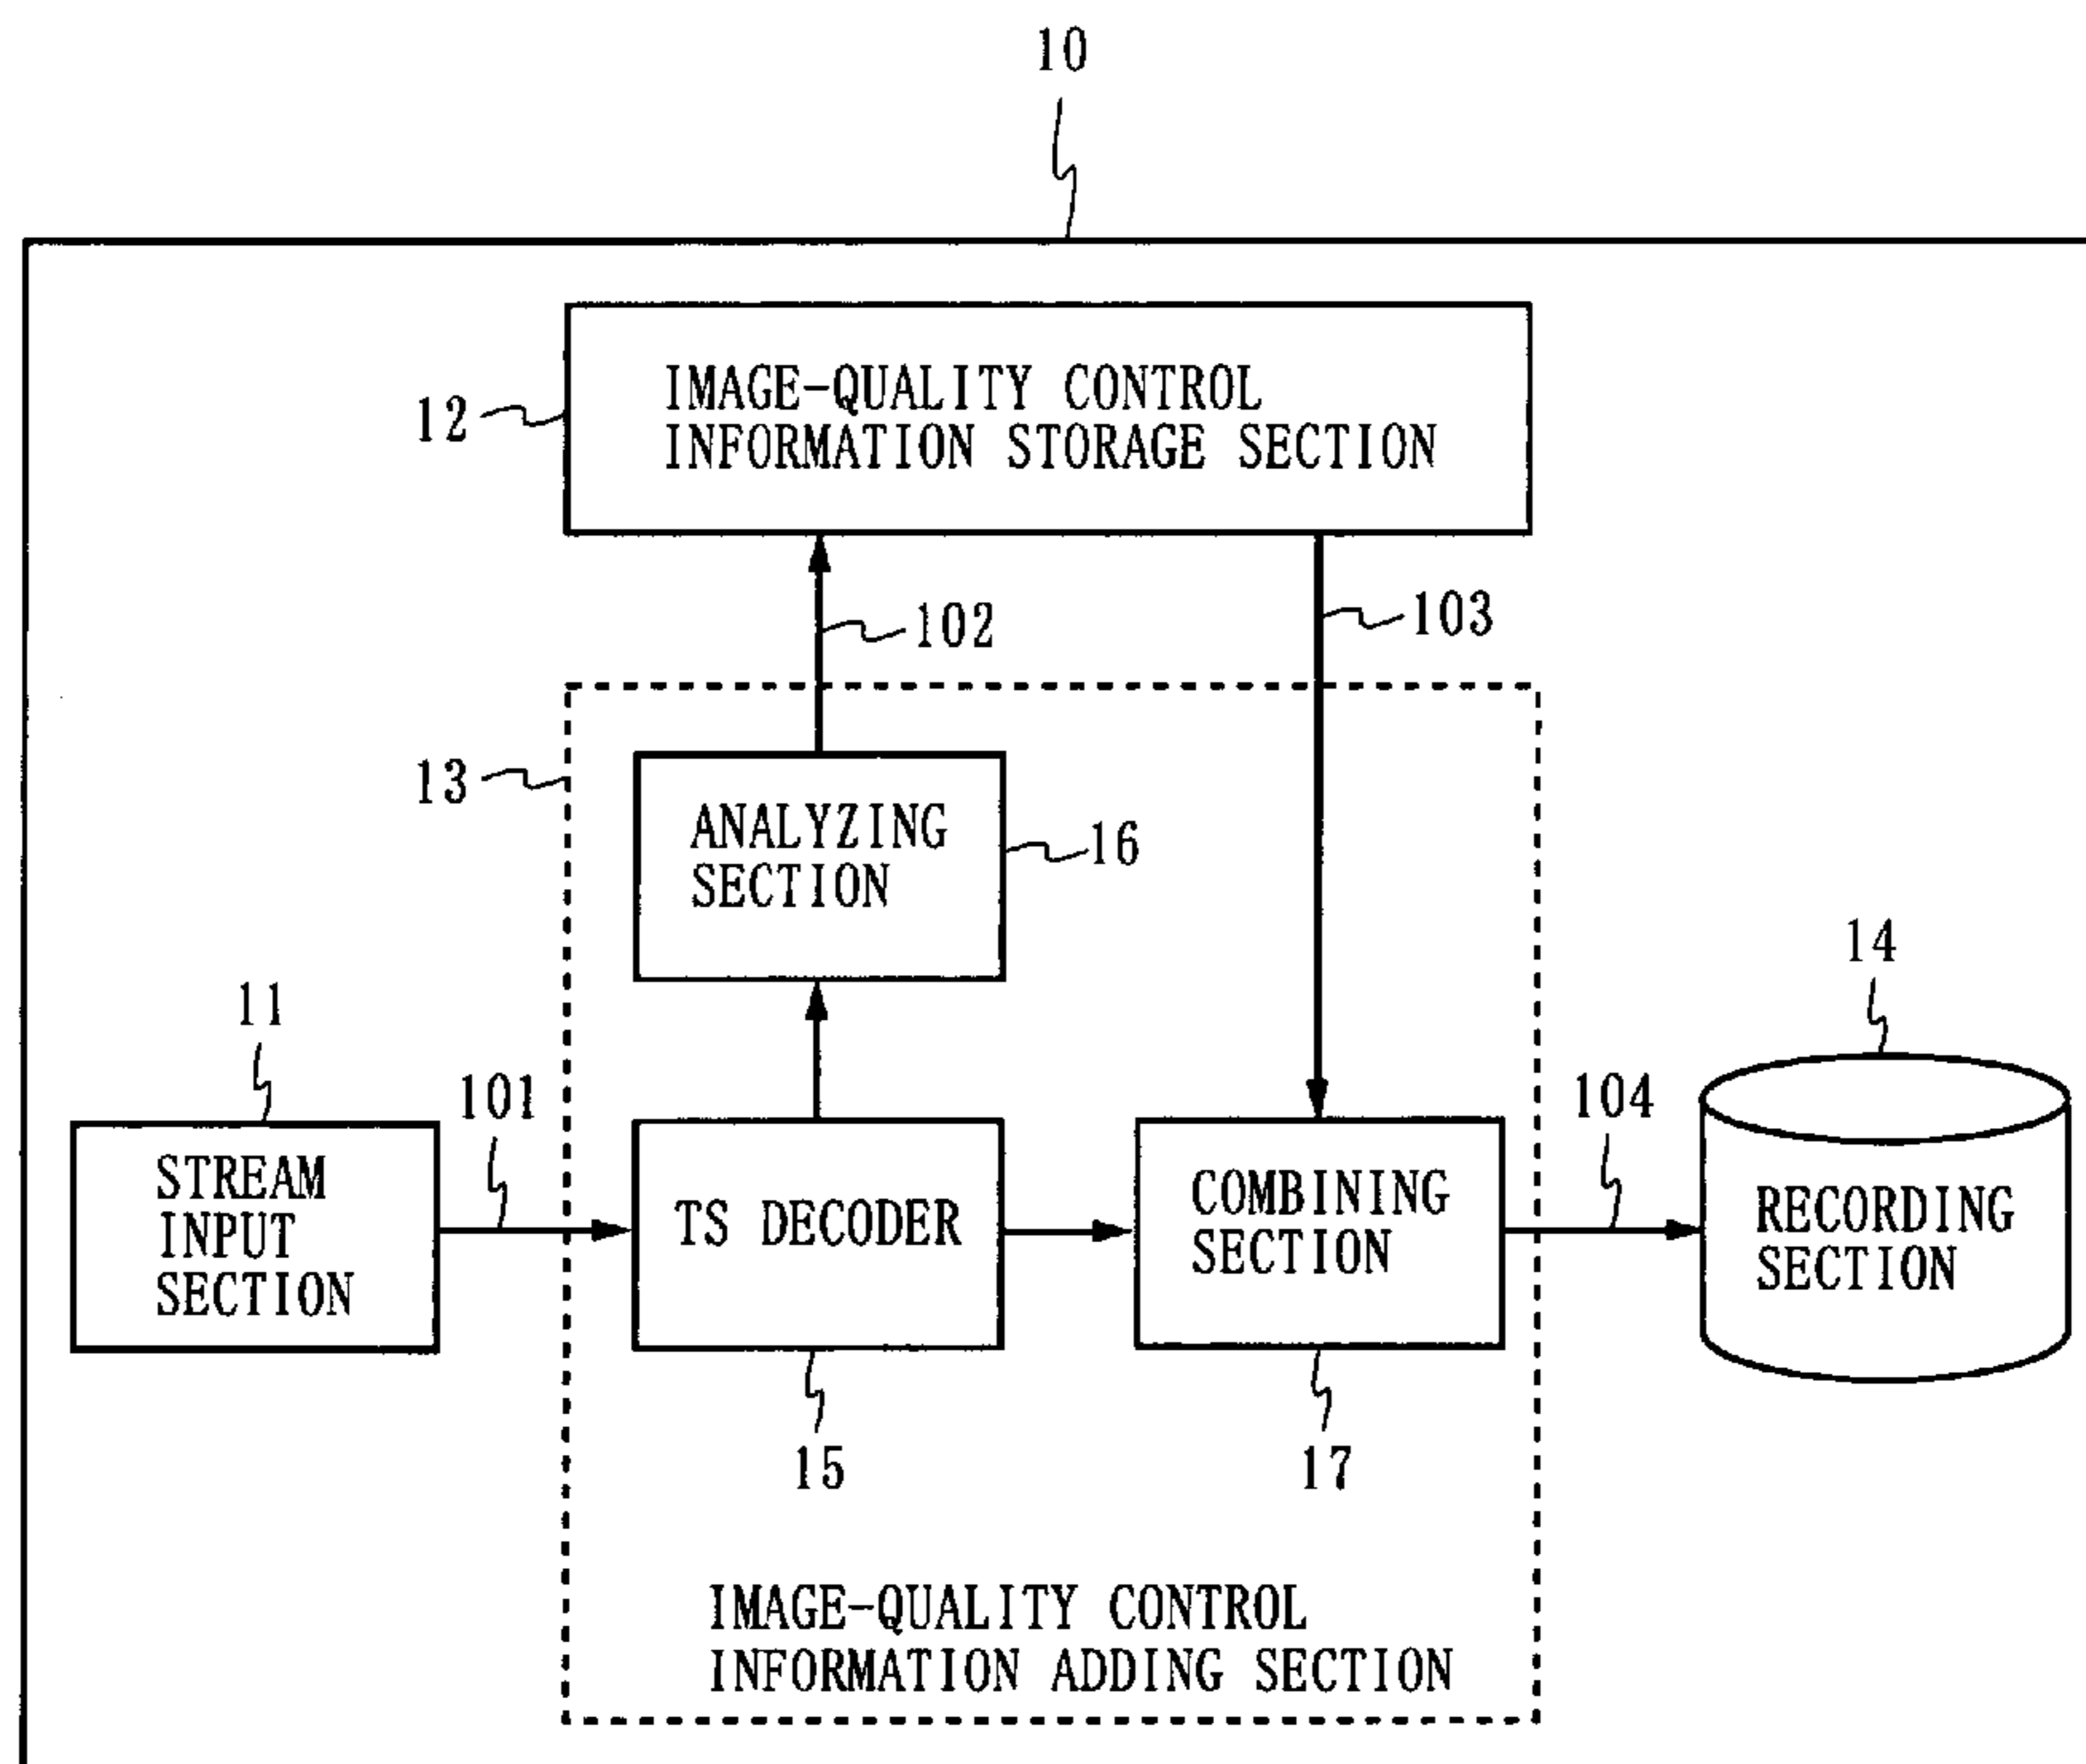 10
IMAGE-QUALITY CONTROL
INFORMATION STORAGE SECTION
12
102
103
13
ANALYZING
SECTION
16
14
11
101
104
STREAM
INPUT
SECTION
TS DECODER
COMBINING
SECTION
RECORDING
SECTION
15
17
IMAGE-QUALITY CONTROL
INFORMATION ADDING SECTION